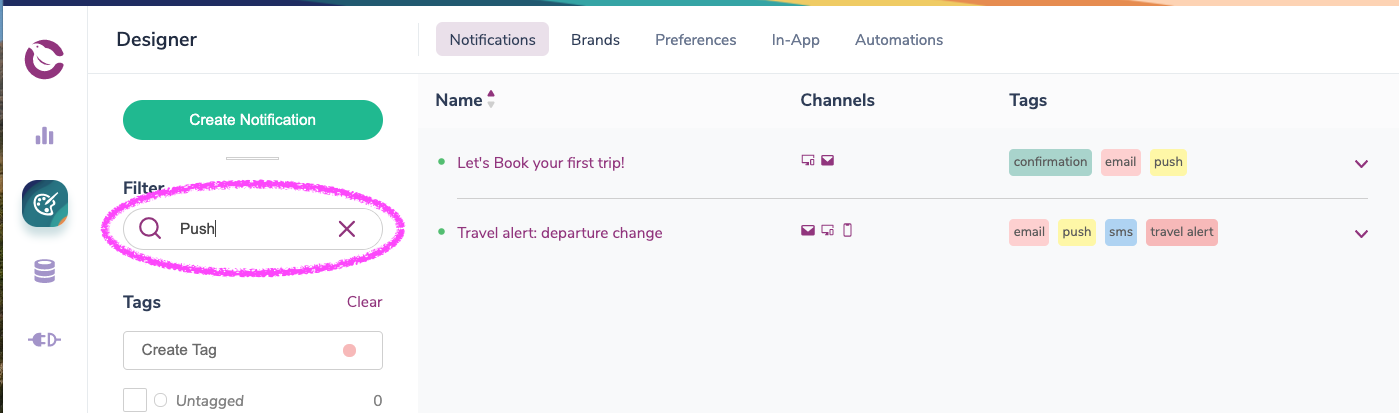 Designer
Notifications Brands Preferences In-App Automations
Create Notification
Filter
Push
Tags Clear
Create Tag
Untagged 0
Name Channels Tags
Let's Book your first trip! confirmation email push
Travel alert: departure change email push sms travel alert